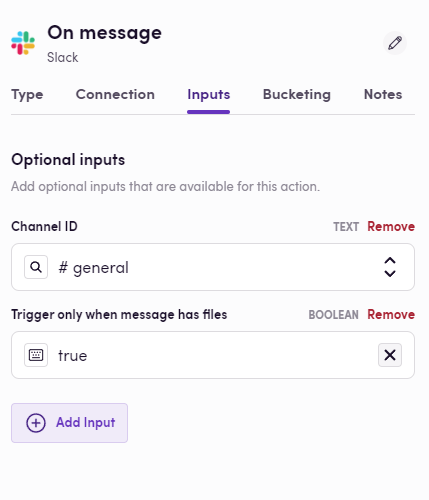 On message
Slack
Type Connection Inputs Bucketing Notes
Optional inputs
Add optional inputs that are available for this action.
Channel ID TEXT Remove
# general
Trigger only when message has files BOOLEAN Remove
true
Add Input